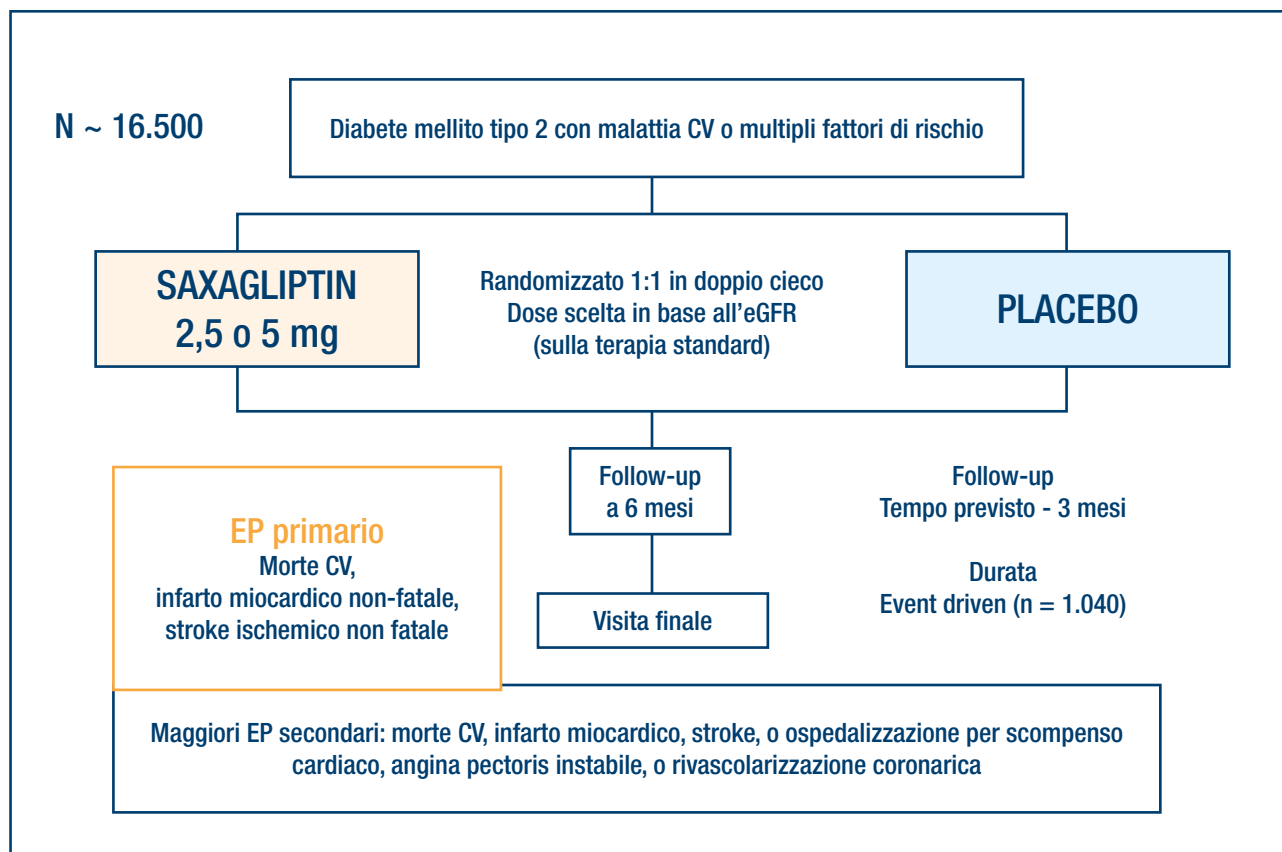 N ~ 16.500
Diabete mellito tipo 2 con malattia CV o multipli fattori di rischio
SAXAGLIPTIN
2,5 o 5 mg
Randomizzato 1:1 in doppio cieco
Dose scelta in base all'eGFR
(sulla terapia standard)
PLACEBO
Follow-up
a 6 mesi
Follow-up
Tempo previsto - 3 mesi
EP primario
Morte CV,
infarto miocardico non-fatale,
stroke ischemico non fatale
Durata
Event driven (n = 1.040)
Visita finale
Maggiori EP secondari: morte CV, infarto miocardico, stroke, o ospedalizzazione per scompenso
cardiaco, angina pectoris instabile, o rivascolarizzazione coronarica